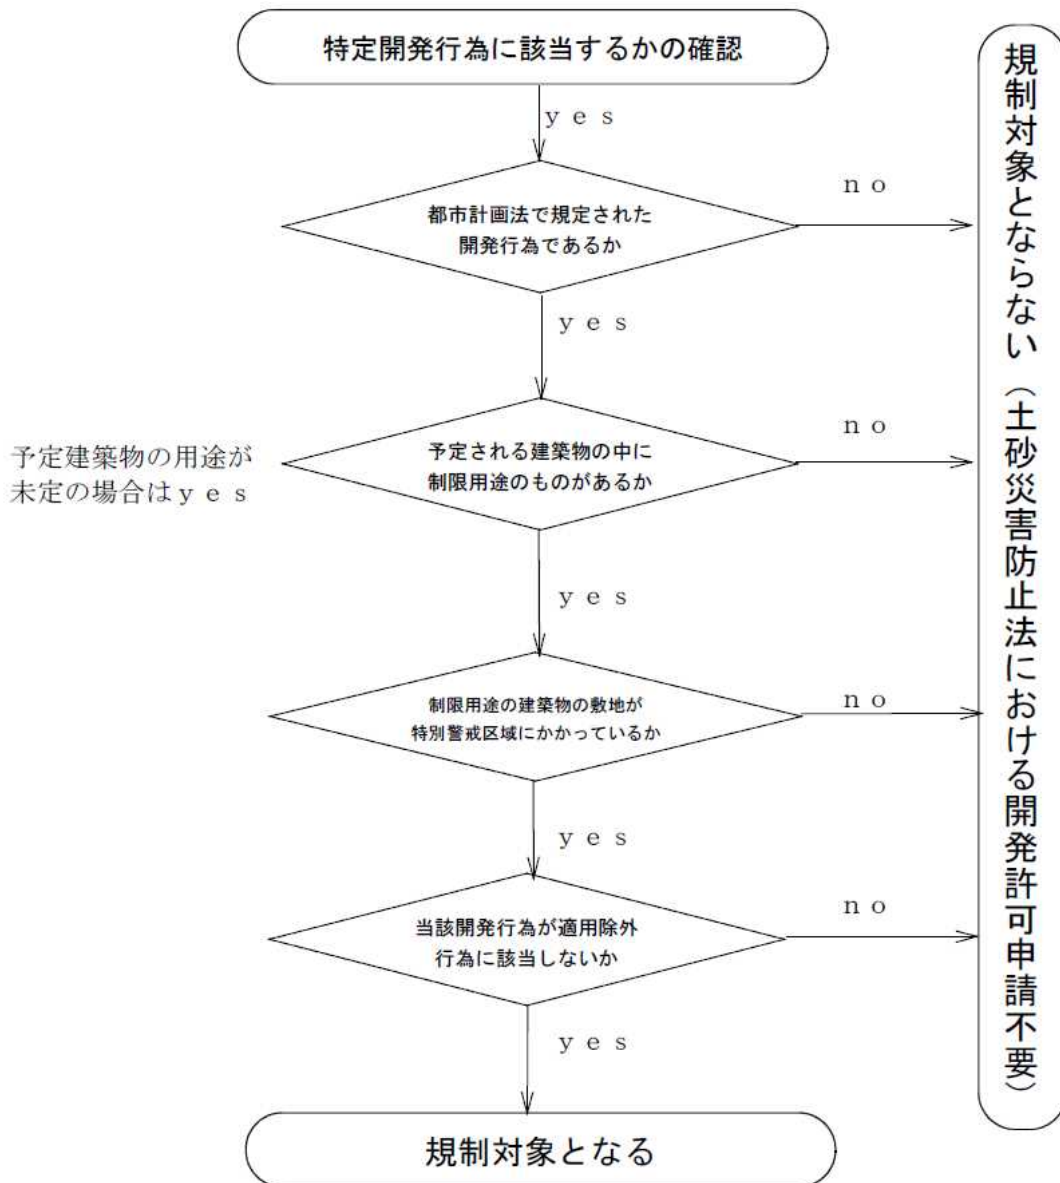 特定開発行為に該当するかの確認
ｙｅｓ
都市計画法で規定された
開発行為であるか
ｎｏ
ｙｅｓ
予定建築物の用途が
未定の場合はｙｅｓ
予定される建築物の中に
制限用途のものがあるか
ｎｏ
ｙｅｓ
制限用途の建築物の敷地が
特別警戒区域にかかっているか
ｎｏ
ｙｅｓ
当該開発行為が適用除外
行為に該当しないか
ｎｏ
ｙｅｓ
規制対象となる
規制対象とならない（土砂災害防止法における開発許可申請不要）